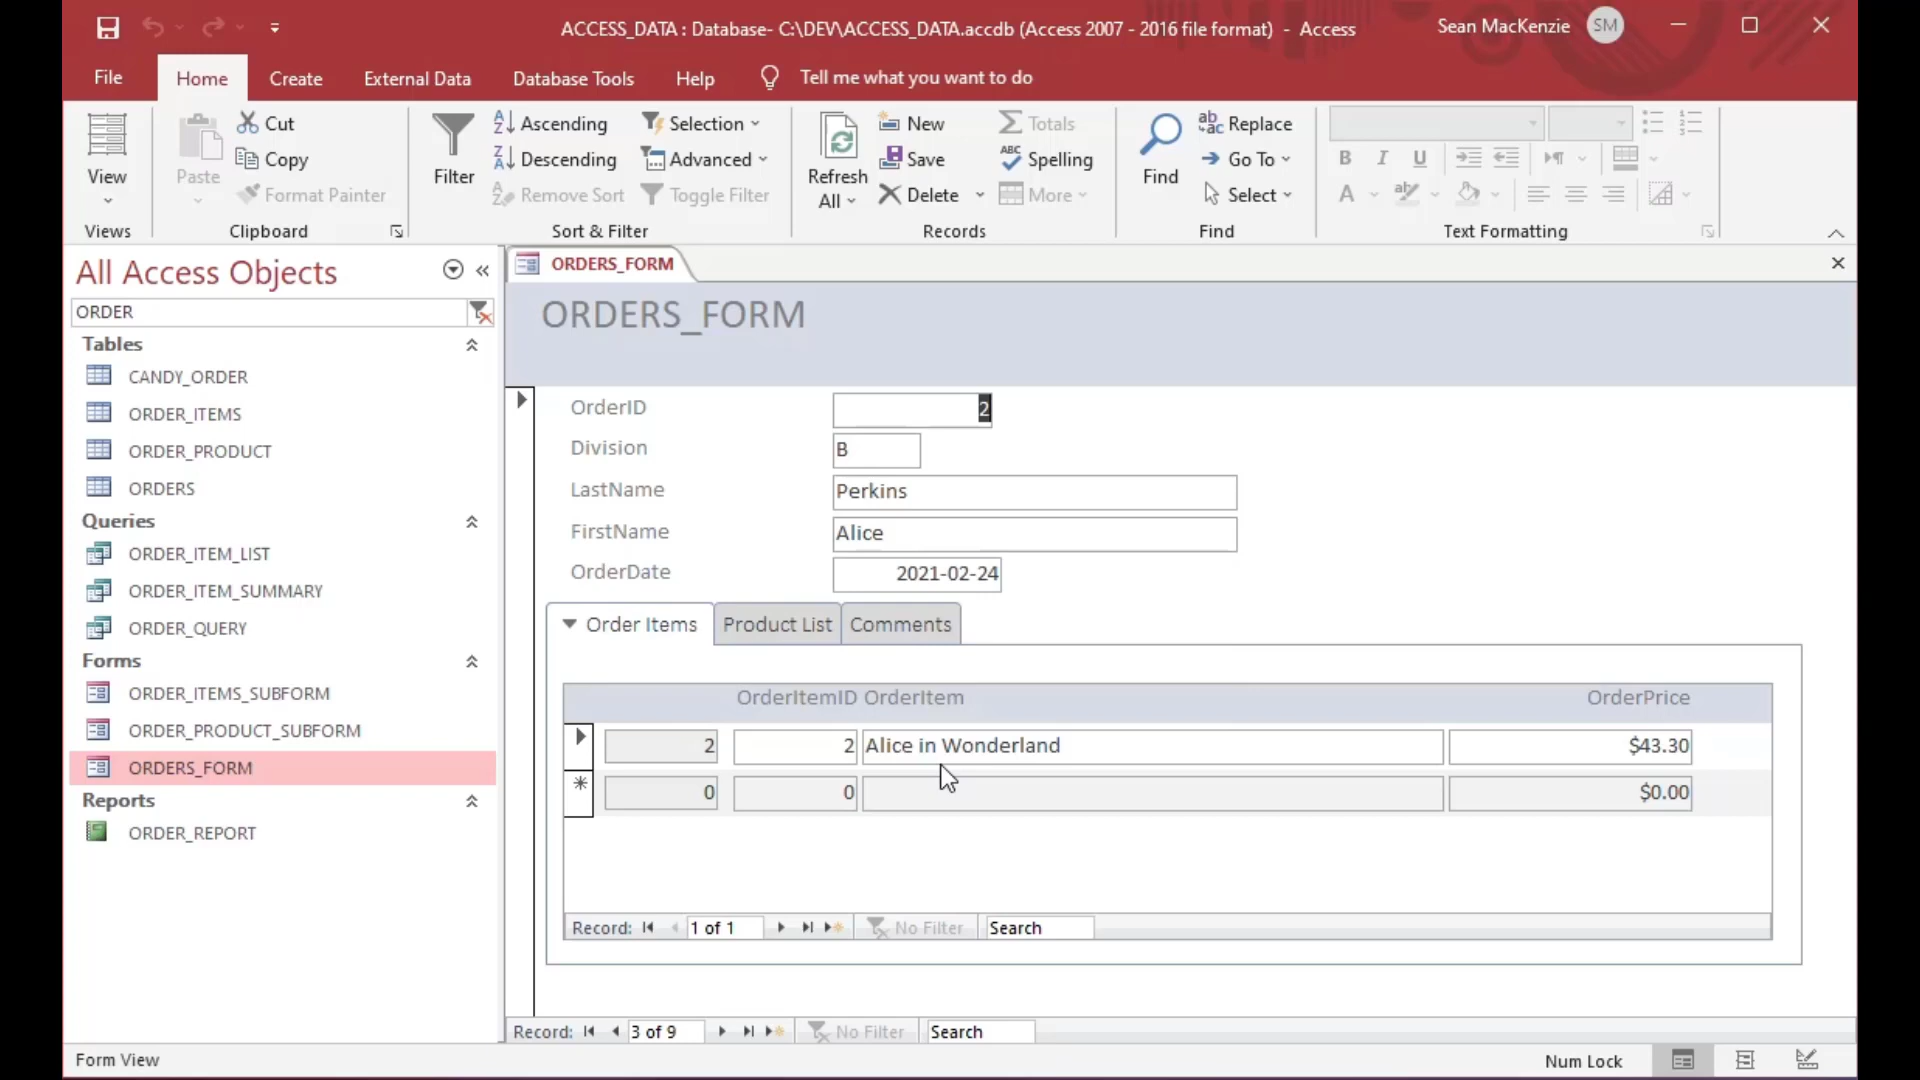 ACCESS_DATA : Database- C:\DEV\ACCESS_DATA.accdb (Access 2007 - 2016 file format) - Access
Sean MacKenzie
SM
File
Home
Create
External Data
Database Tools
Help
Tell me what you want to do
View
Views
Paste
Cut
Copy
Format Painter
Clipboard
Filter
Ascending
Descending
Remove Sort
Selection
Advanced
Toggle Filter
Sort & Filter
Refresh
All
New
Save
Delete
Totals
Spelling
More
Records
Find
Replace
Go To
Select
Find
B I U
A
Text Formatting
All Access Objects
ORDER
Tables
CANDY_ORDER
ORDER_ITEMS
ORDER_PRODUCT
ORDERS
Queries
ORDER_ITEM_LIST
ORDER_ITEM_SUMMARY
ORDER_QUERY
Forms
ORDER_ITEMS_SUBFORM
ORDER_PRODUCT_SUBFORM
ORDERS_FORM
Reports
ORDER_REPORT
ORDERS_FORM
ORDERS_FORM
OrderID 2
Division B
LastName Perkins
FirstName Alice
OrderDate 2021-02-24
Order Items Product List Comments
OrderItemID OrderItem OrderPrice
2 2 Alice in Wonderland $43.30
0 0 $0.00
Record: 1 of 1 No Filter Search
Record: 3 of 9 No Filter Search
Form View
Num Lock